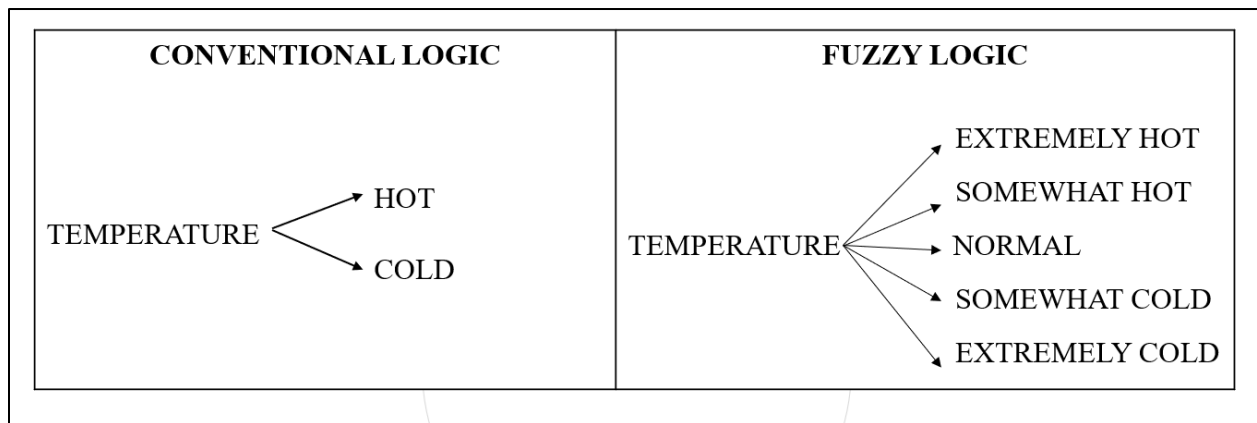 CONVENTIONAL LOGIC
TEMPERATURE
HOT
COLD
FUZZY LOGIC
TEMPERATURE
EXTREMELY HOT
SOMEWHAT HOT
NORMAL
SOMEWHAT COLD
EXTREMELY COLD